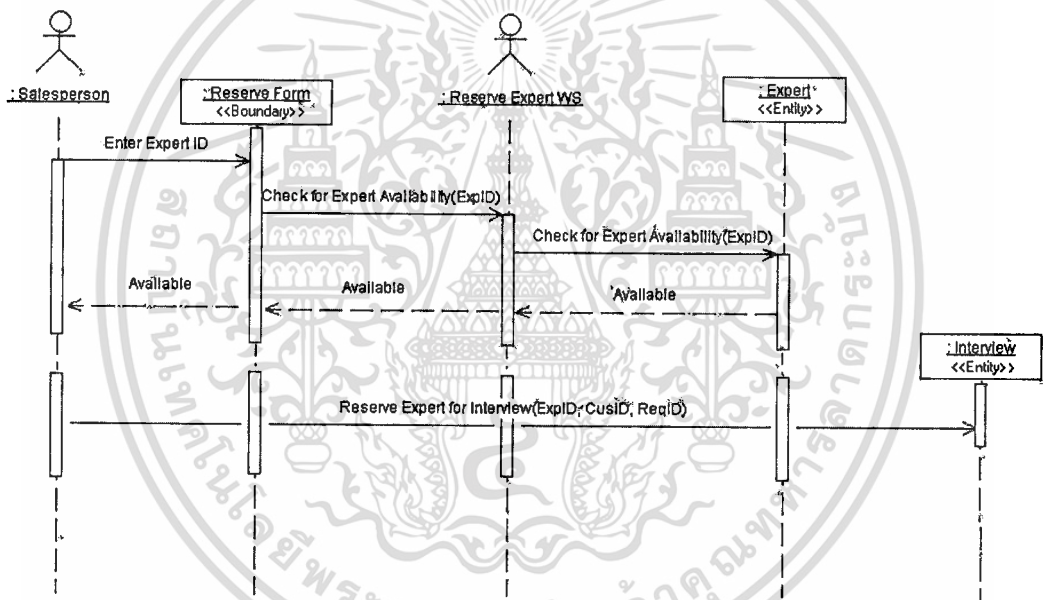 : Salesperson
: Reserve Form
<<Boundary>>
: Reserve Expert WS
: Expert
<<Entity>>
Enter Expert ID
Check for Expert Availability(ExpID)
Check for Expert Availability(ExpID)
Available
Available
Available
: Interview
<<Entity>>
Reserve Expert for Interview(ExpID, CusID, ReqID)